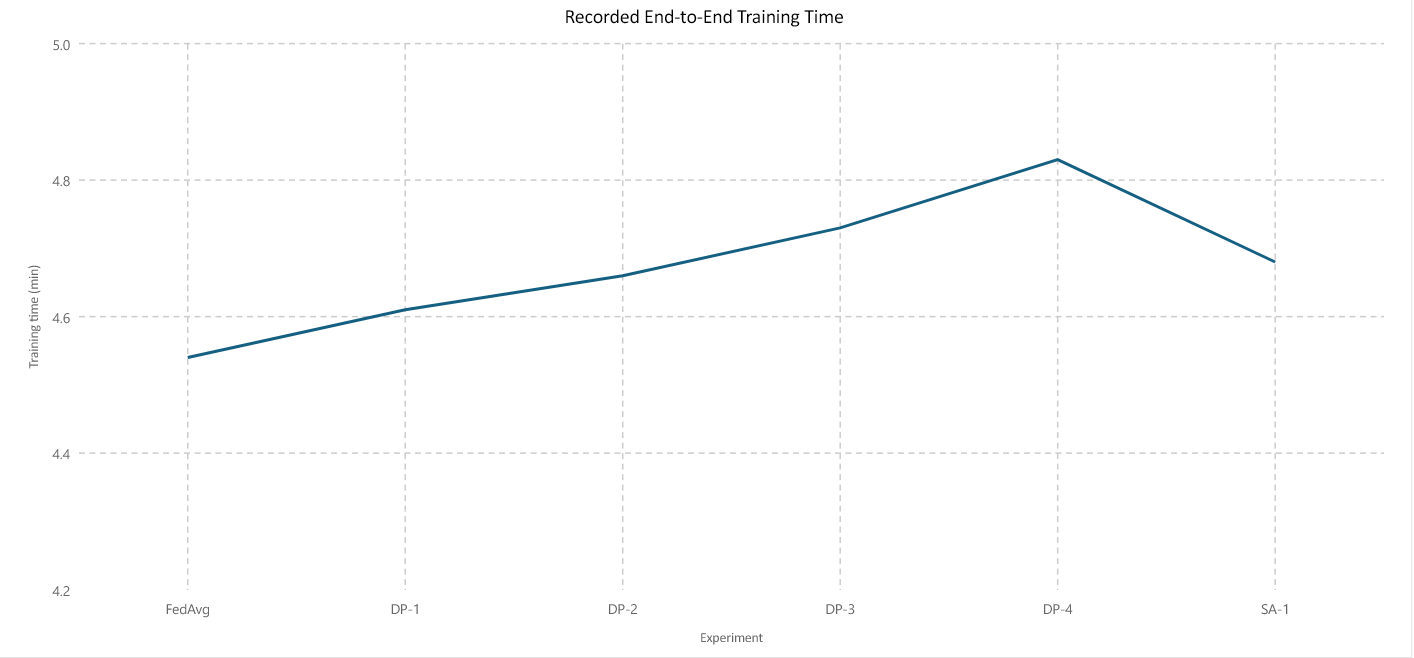 Recorded End-to-End Training Time
5.0
4.8
4.6
4.4
4.2
Training time (min)
FedAvg DP-1 DP-2 DP-3 DP-4 SA-1
Experiment